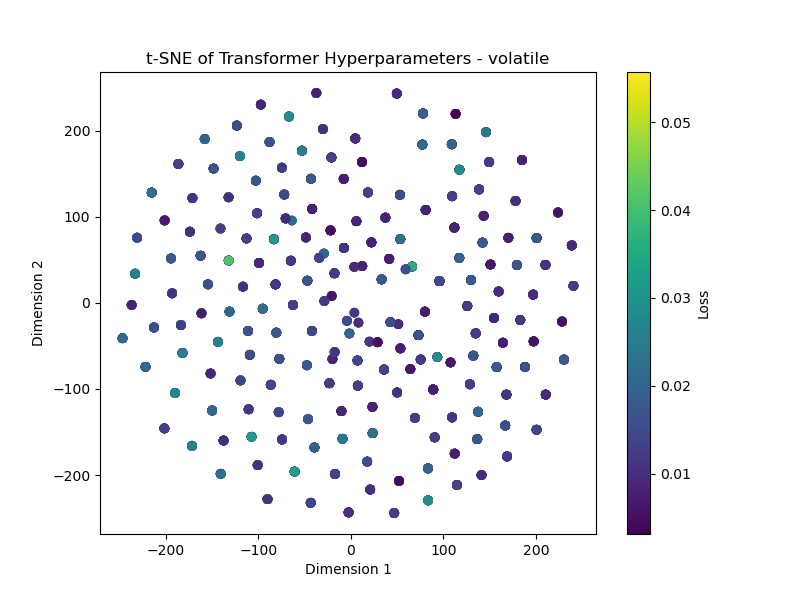 t-SNE of Transformer Hyperparameters - volatile
200
100
0
−100
−200
Dimension 2
−200 −100 0 100 200
Dimension 1
0.05
0.04
0.03
0.02
0.01
Loss